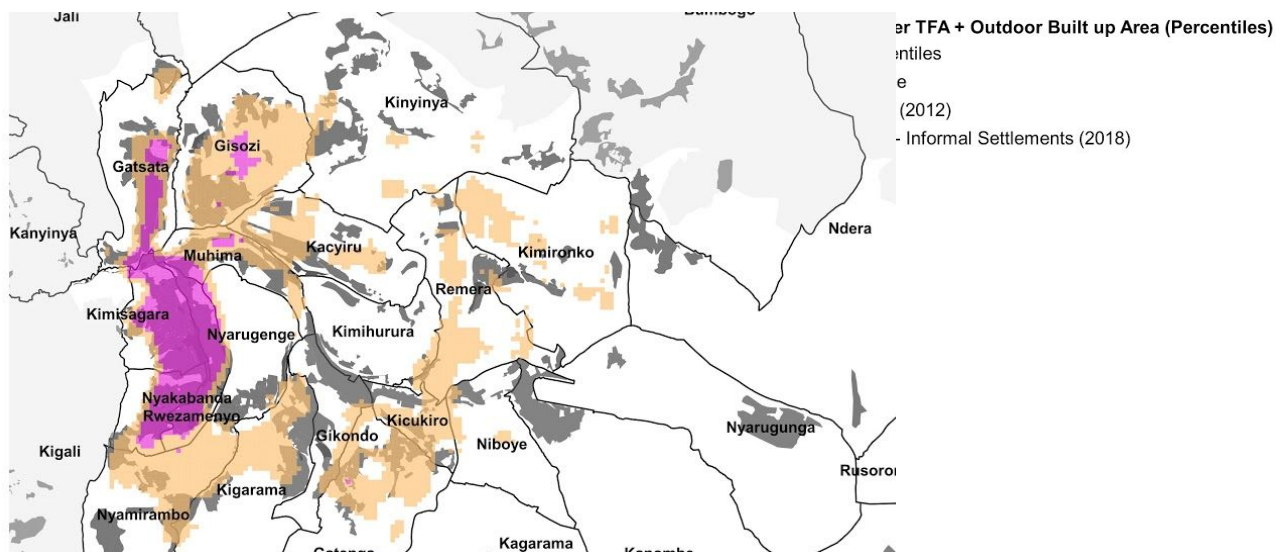 Jali
er TFA + Outdoor Built up Area (Percentiles)
entiles
e
(2012)
- Informal Settlements (2018)
Kinyinya
Gisozi
Gatsata
Kanyinya
Ndera
Muhima
Kacyiru
Kimironko
Remera
Kimisagara
Nyarugenge
Kimihurura
Nyakabanda
Rwezamenyo
Kicukiro
Nyarugunga
Gikondo
Niboye
Kigali
Rusoror
Kigarama
Nyamirambo
Kagarama